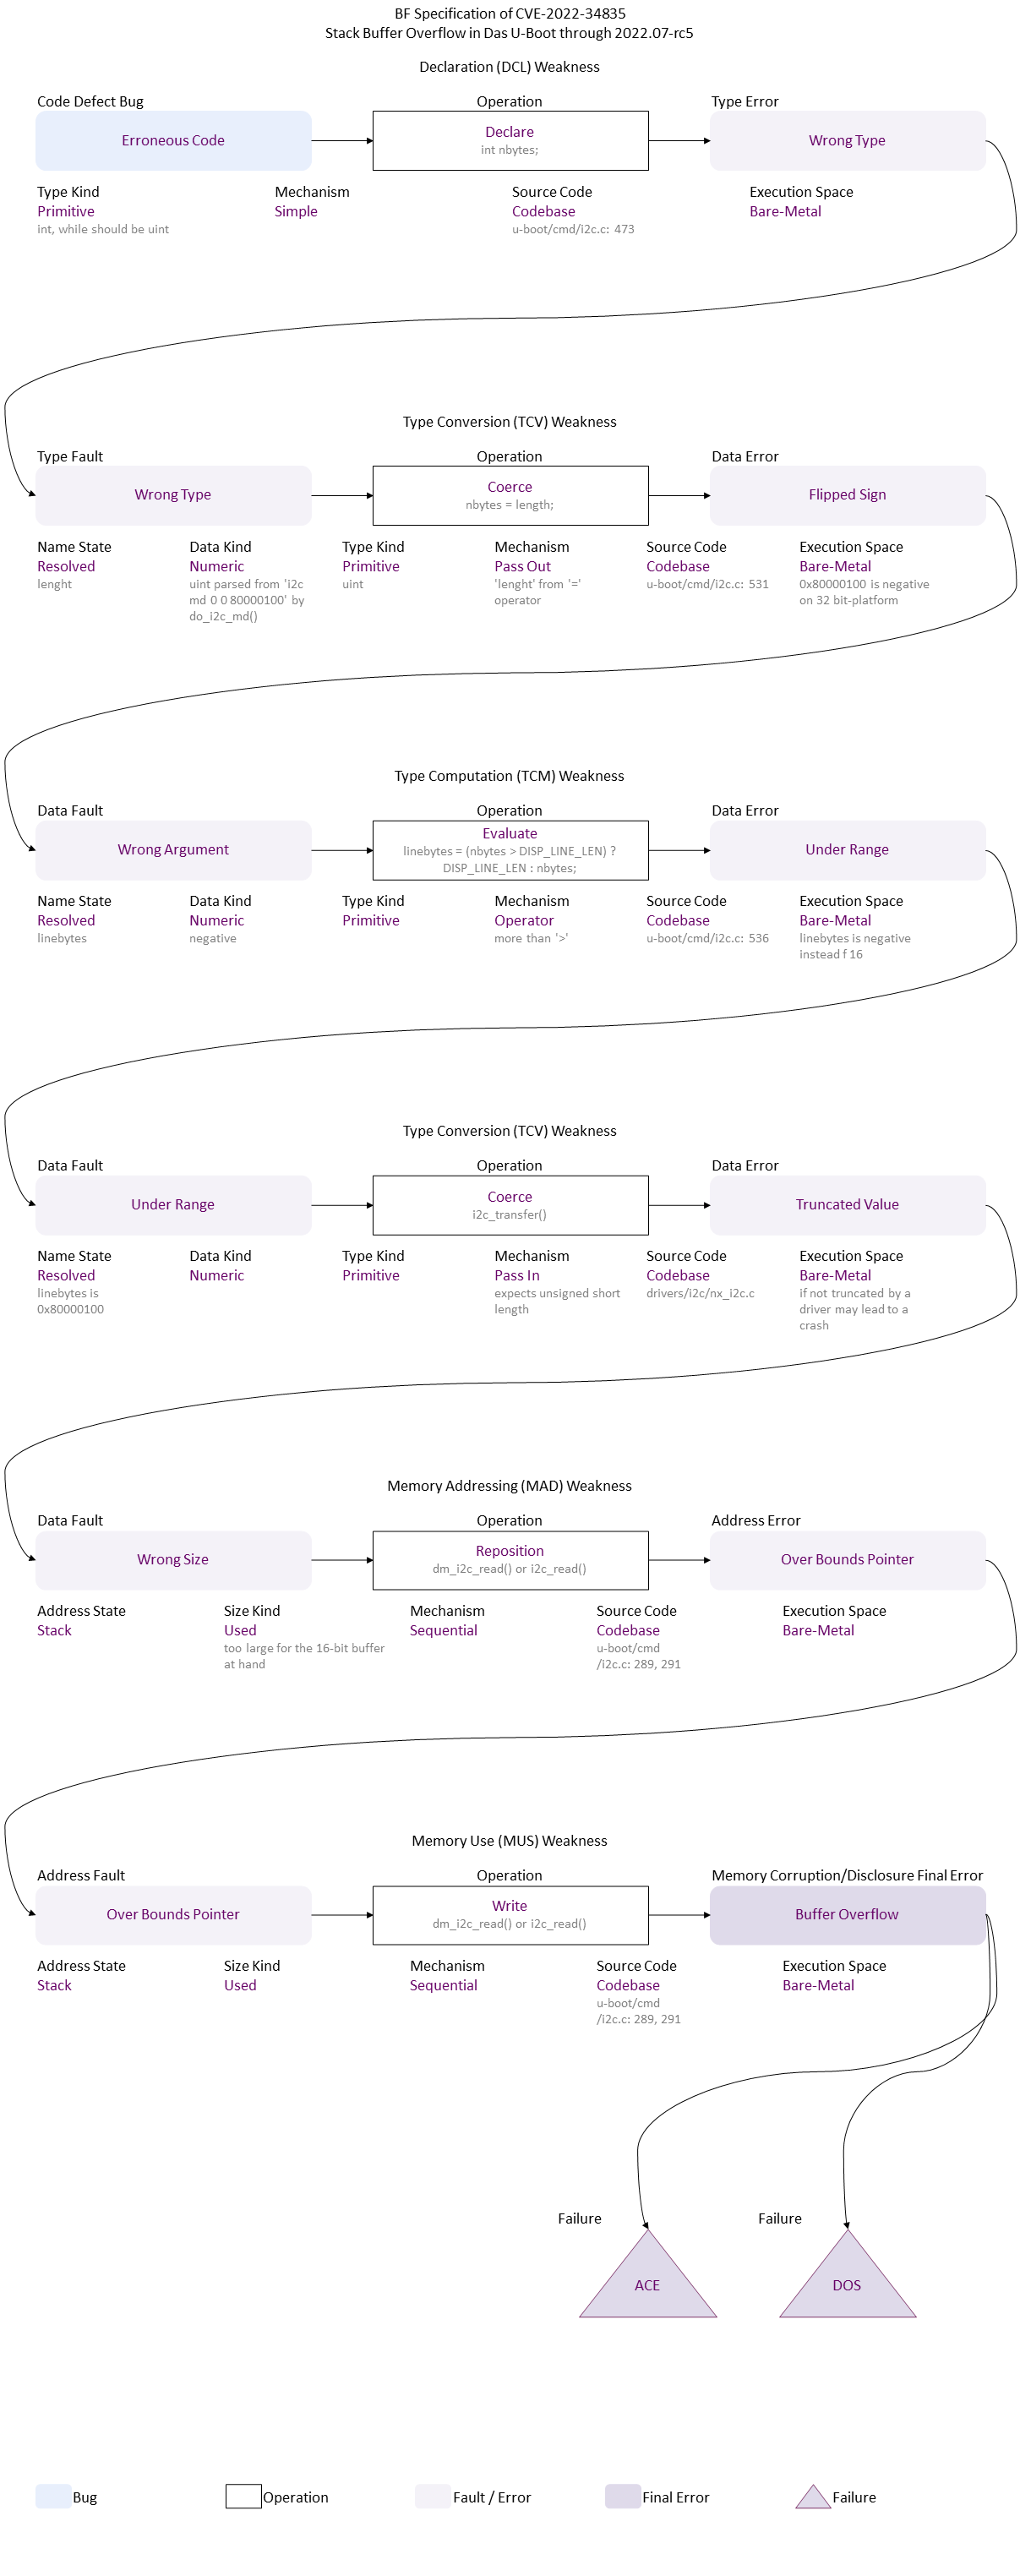 BF Specification of CVE-2022-34835
Stack Buffer Overflow in Das U-Boot through 2022.07-rc5
Declaration (DCL) Weakness
Code Defect Bug Operation Type Error
Erroneous Code Declare Wrong Type
int nbytes;
Type Kind Mechanism Source Code Execution Space
Primitive Simple Codebase Bare-Metal
int, while should be uint u-boot/cmd/i2c.c: 473
Type Conversion (TCV) Weakness
Type Fault Operation Data Error
Wrong Type Coerce Flipped Sign
nbytes = length;
Name State Data Kind Type Kind Mechanism Source Code Execution Space
Resolved Numeric Primitive Pass Out Codebase Bare-Metal
lenght uint parsed from 'i2c uint 'lenght' from '=' u-boot/cmd/i2c.c: 531 0x80000100 is negative
md 0 0 80000100' by operator on 32 bit-platform
do_i2c_md()
Type Computation (TCM) Weakness
Data Fault Operation Data Error
Wrong Argument Evaluate Under Range
linebytes = (nbytes > DISP_LINE_LEN) ?
DISP_LINE_LEN : nbytes;
Name State Data Kind Type Kind Mechanism Source Code Execution Space
Resolved Numeric Primitive Operator Codebase Bare-Metal
linebytes negative more than '>' u-boot/cmd/i2c.c: 536 linebytes is negative
instead f 16
Type Conversion (TCV) Weakness
Data Fault Operation Data Error
Under Range Coerce Truncated Value
i2c_transfer()
Name State Data Kind Type Kind Mechanism Source Code Execution Space
Resolved Numeric Primitive Pass In Codebase Bare-Metal
linebytes is expects unsigned short drivers/i2c/nx_i2c.c if not truncated by a
0x80000100 length driver may lead to a
crash
Memory Addressing (MAD) Weakness
Data Fault Operation Address Error
Wrong Size Reposition Over Bounds Pointer
dm_i2c_read() or i2c_read()
Address State Size Kind Mechanism Source Code Execution Space
Stack Used Sequential Codebase Bare-Metal
too large for the 16-bit buffer u-boot/cmd
at hand /i2c.c: 289, 291
Memory Use (MUS) Weakness
Address Fault Operation Memory Corruption/Disclosure Final Error
Over Bounds Pointer Write Buffer Overflow
dm_i2c_read() or i2c_read()
Address State Size Kind Mechanism Source Code Execution Space
Stack Used Sequential Codebase Bare-Metal
u-boot/cmd
/i2c.c: 289, 291
Failure Failure
ACE DOS
Bug Operation Fault / Error Final Error Failure